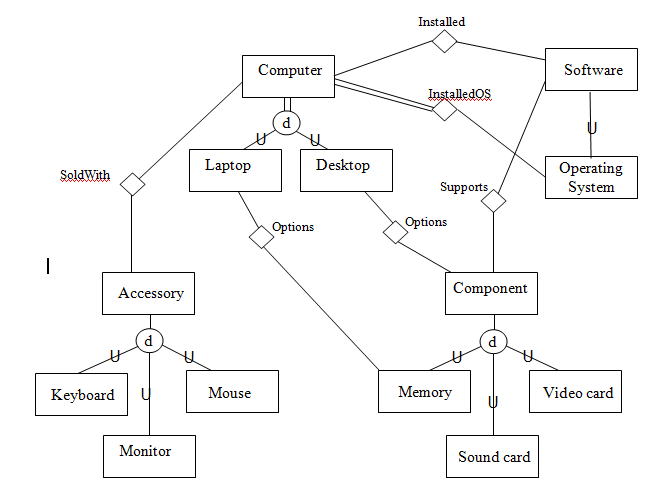 Installed
Computer
Software
InstalledOS
d
U
U
U
Laptop
Desktop
Operating
System
SoldWith
Supports
Options
Options
Accessory
Component
d
d
U
U
U
U
U
U
Keyboard
Mouse
Memory
Video card
Monitor
Sound card